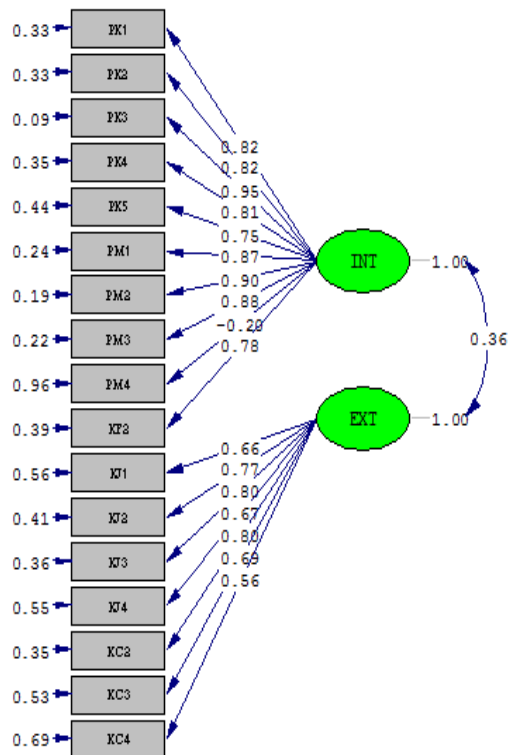 0.33 PK1
0.33 PK2
0.09 PK3
0.35 PK4
0.44 PK5
0.24 PM1
0.19 PM2
0.22 PM3
0.96 PM4
0.39 KF2
0.56 KJ1
0.41 KJ2
0.36 KJ3
0.55 KJ4
0.35 KC2
0.53 KC3
0.69 KC4
0.82
0.82
0.95
0.81
0.75
0.87
0.90
0.88
-0.20
0.78
0.66
0.77
0.80
0.67
0.80
0.69
0.56
INT 1.00
EXT 1.00
0.36